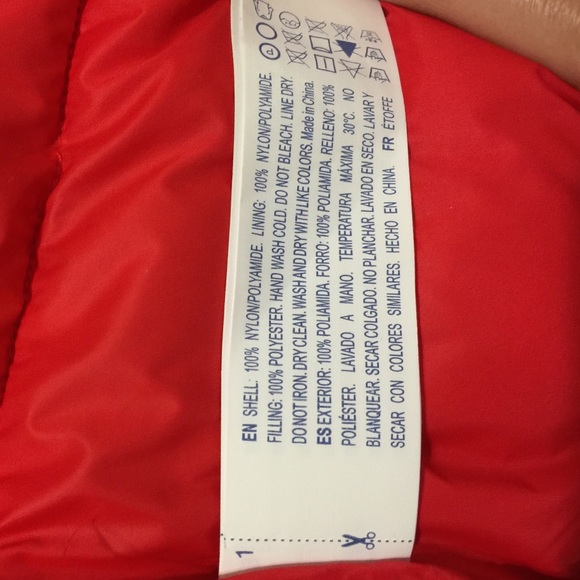 EN SHELL: 100% NYLON/POLYAMIDE. LINING: 100% NYLON/POLYAMIDE.
FILLING: 100% POLYESTER. HAND WASH COLD. DO NOT BLEACH. LINE DRY.
DO NOT IRON. DRY CLEAN. WASH AND DRY WITH LIKE COLORS. Made in China.
ES EXTERIOR: 100% POLIAMIDA. FORRO: 100% POLIAMIDA. RELLENO: 100%
POLIÉSTER. LAVADO A MANO. TEMPERATURA MÁXIMA 30°C. NO
BLANQUEAR. SECAR COLGADO. NO PLANCHAR. LAVADO EN SECO. LAVAR Y
SECAR CON COLORES SIMILARES. HECHO EN CHINA. FR ÉTOFFE
1